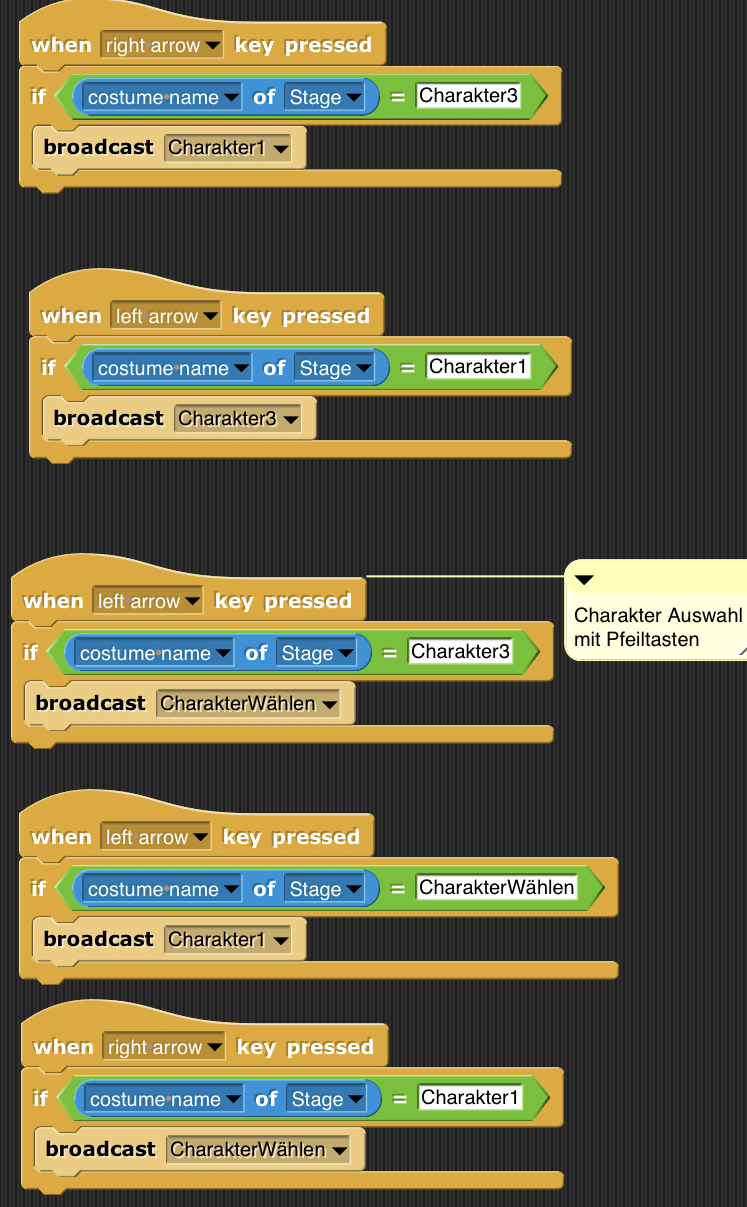 when right arrow key pressed
if costume name of Stage = Charakter3
broadcast Charakter1
when left arrow key pressed
if costume name of Stage = Charakter1
broadcast Charakter3
when left arrow key pressed
if costume name of Stage = Charakter3
broadcast CharakterWählen
Charakter Auswahl
mit Pfeiltasten
when left arrow key pressed
if costume name of Stage = CharakterWählen
broadcast Charakter1
when right arrow key pressed
if costume name of Stage = Charakter1
broadcast CharakterWählen